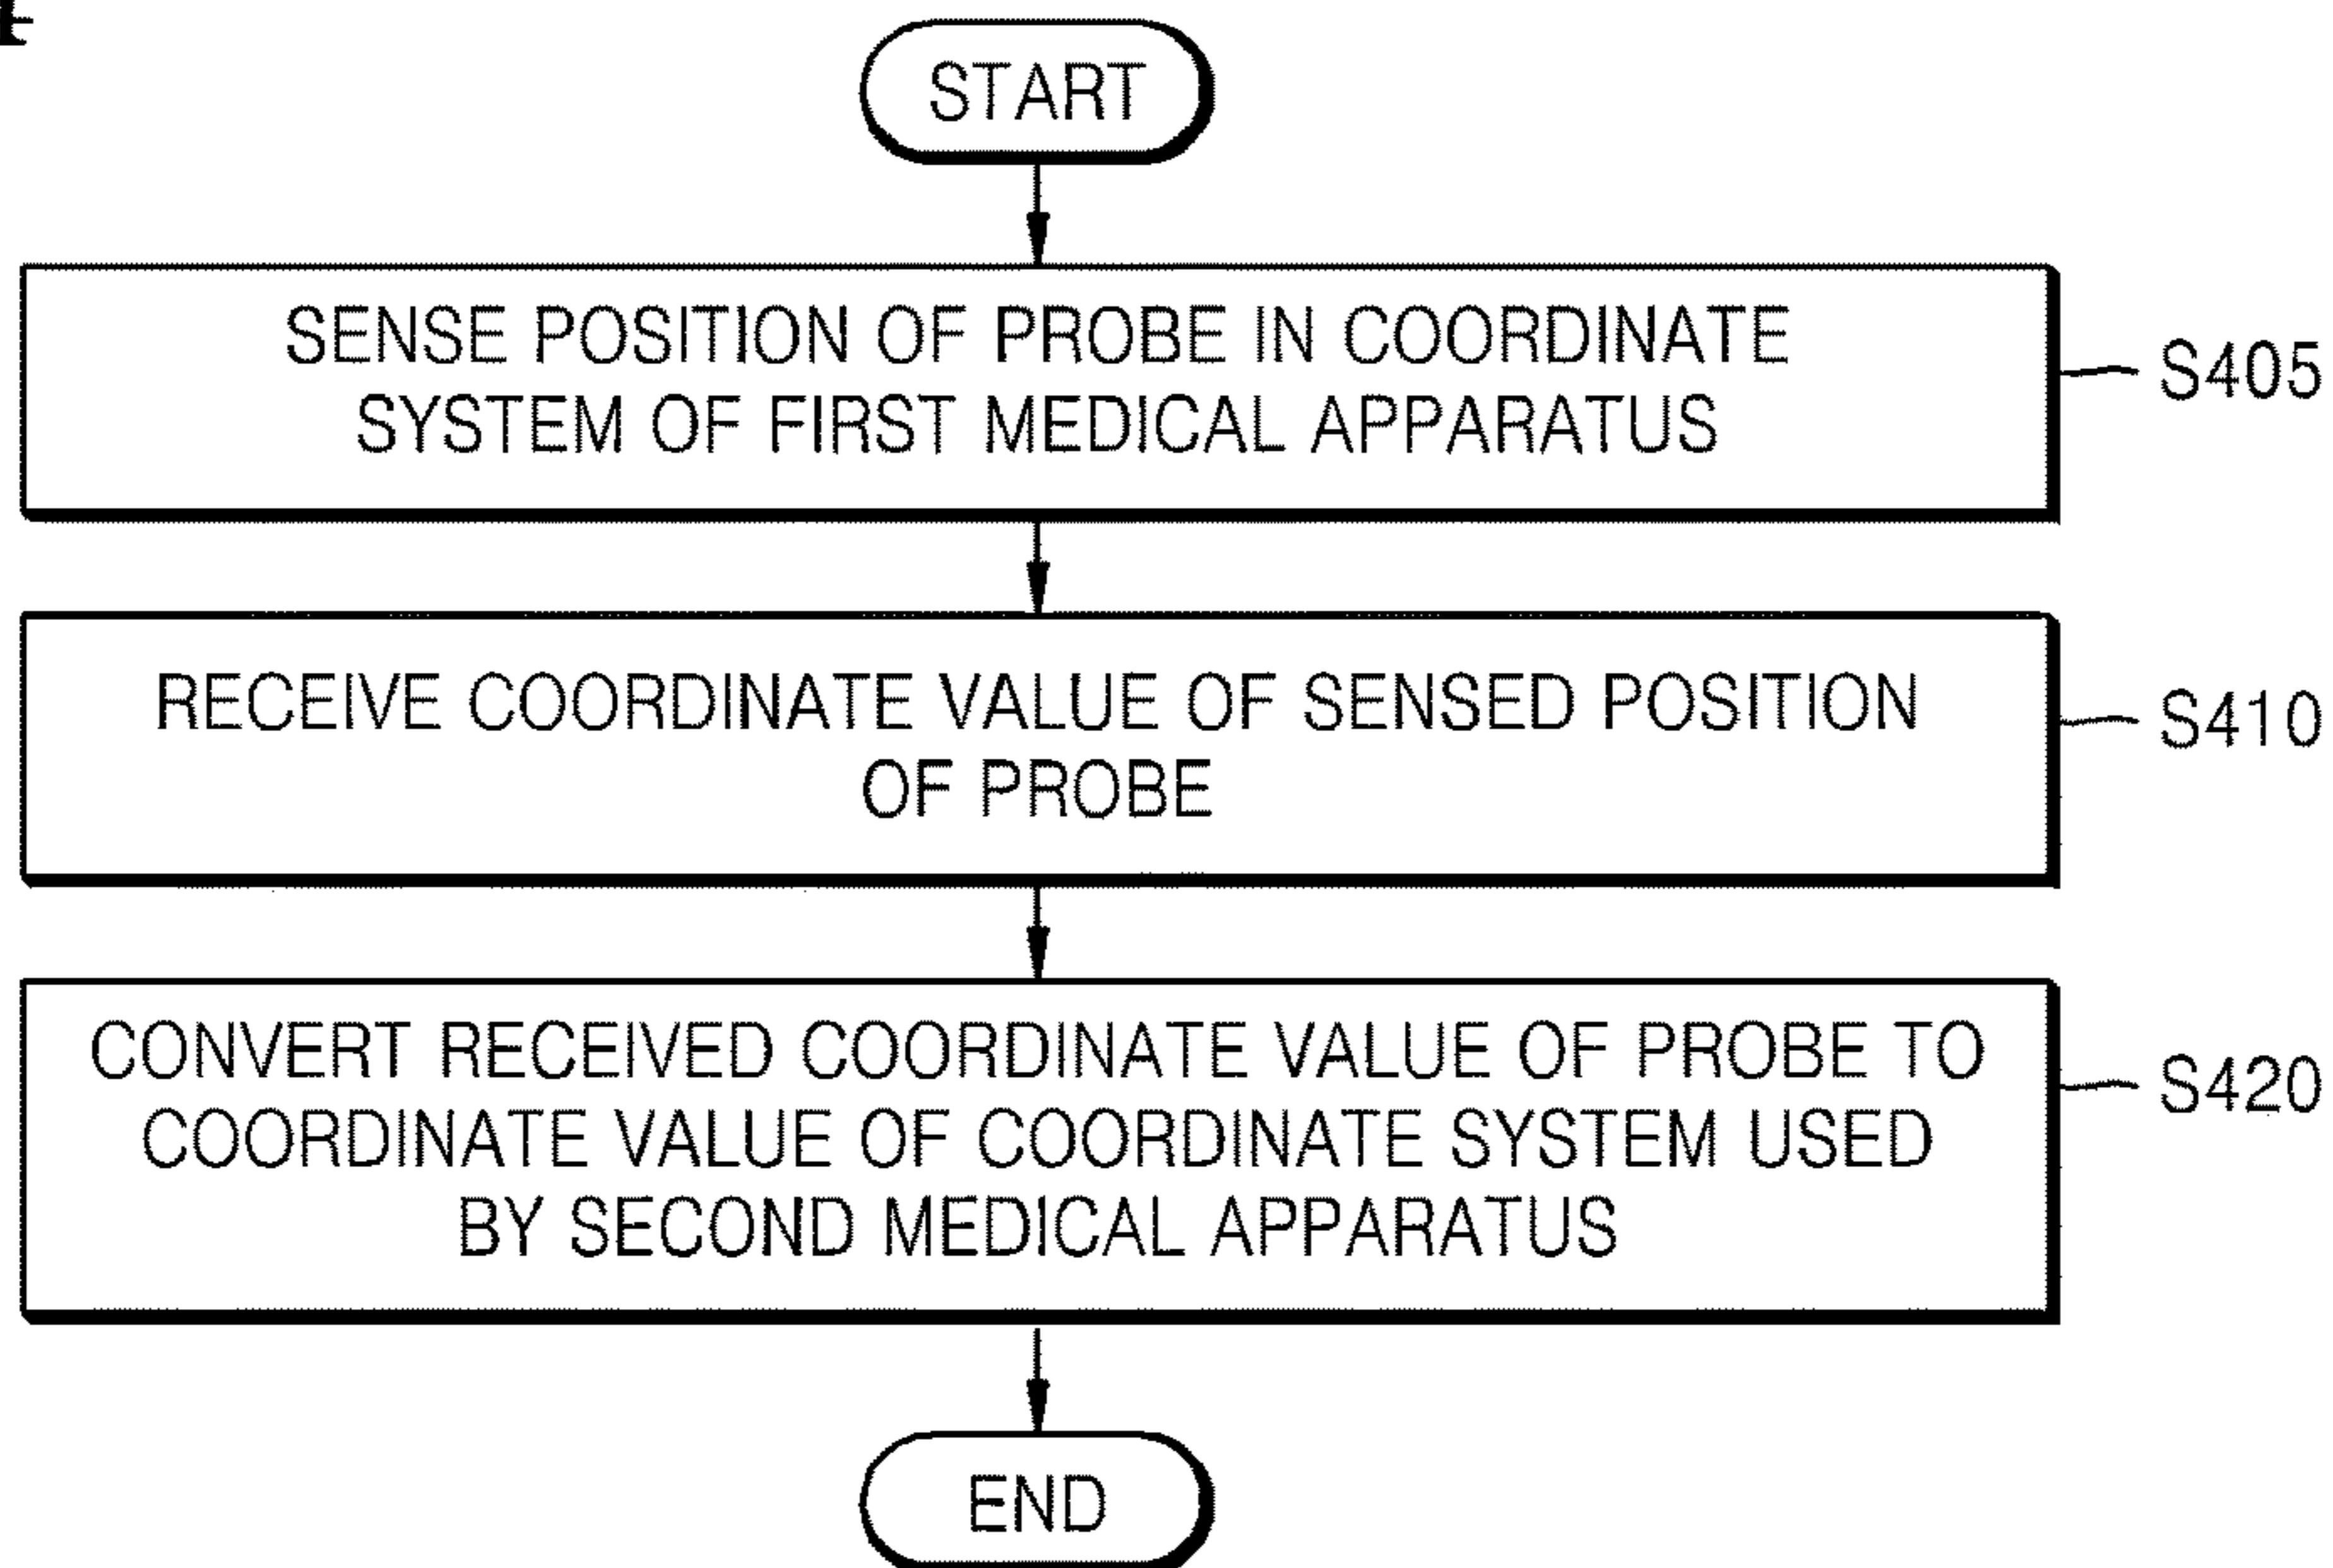 START
SENSE POSITION OF PROBE IN COORDINATE
SYSTEM OF FIRST MEDICAL APPARATUS
S405
RECEIVE COORDINATE VALUE OF SENSED POSITION
OF PROBE
S410
CONVERT RECEIVED COORDINATE VALUE OF PROBE TO
COORDINATE VALUE OF COORDINATE SYSTEM USED
BY SECOND MEDICAL APPARATUS
S420
END